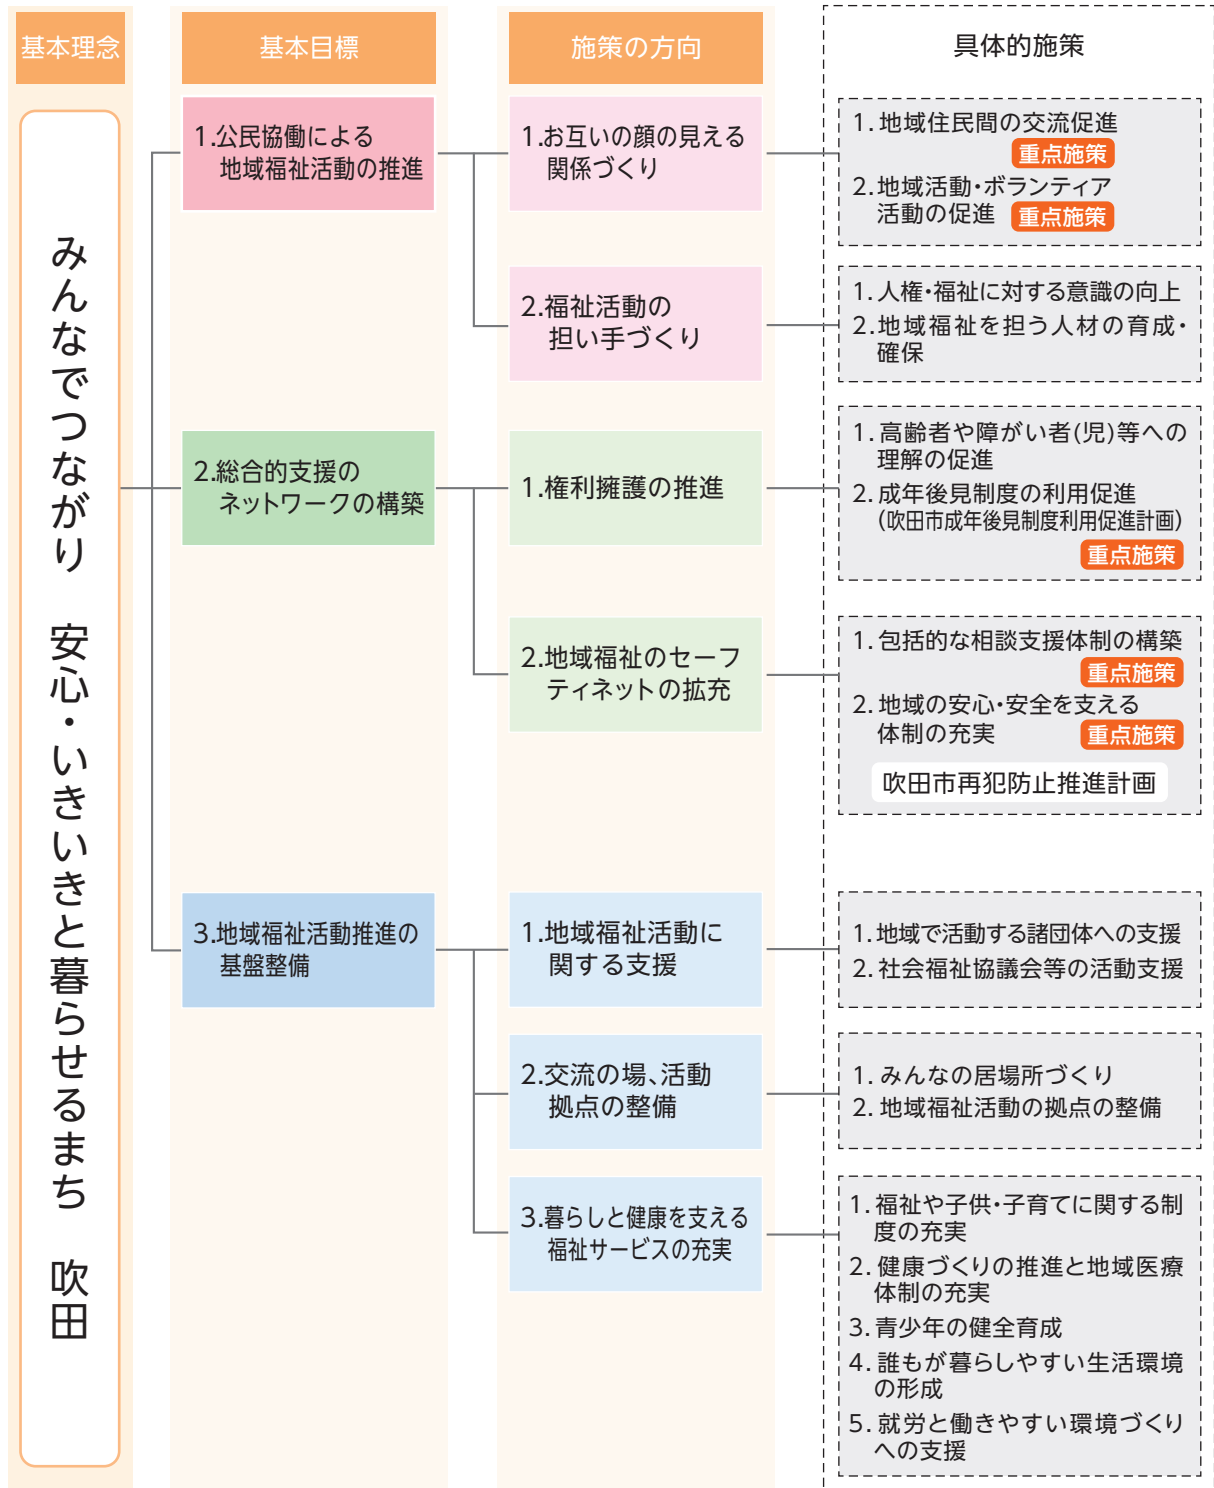 基本理念
基本目標
施策の方向
具体的施策
みんなでつながり　安心・いきいきと暮らせるまち　吹田
1.公民協働による
地域福祉活動の推進
1.お互いの顔の見える
関係づくり
1.地域住民間の交流促進
重点施策
2.地域活動・ボランティア
活動の促進 重点施策
2.福祉活動の
担い手づくり
1.人権・福祉に対する意識の向上
2.地域福祉を担う人材の育成・
確保
2.総合的支援の
ネットワークの構築
1.権利擁護の推進
1.高齢者や障がい者(児)等への
理解の促進
2.成年後見制度の利用促進
(吹田市成年後見制度利用促進計画)
重点施策
2.地域福祉のセーフ
ティネットの拡充
1.包括的な相談支援体制の構築
重点施策
2.地域の安心・安全を支える
体制の充実 重点施策
吹田市再犯防止推進計画
3.地域福祉活動推進の
基盤整備
1.地域福祉活動に
関する支援
1.地域で活動する諸団体への支援
2.社会福祉協議会等の活動支援
2.交流の場、活動
拠点の整備
1.みんなの居場所づくり
2.地域福祉活動の拠点の整備
3.暮らしと健康を支える
福祉サービスの充実
1.福祉や子供・子育てに関する制
度の充実
2.健康づくりの推進と地域医療
体制の充実
3.青少年の健全育成
4.誰もが暮らしやすい生活環境
の形成
5.就労と働きやすい環境づくり
への支援